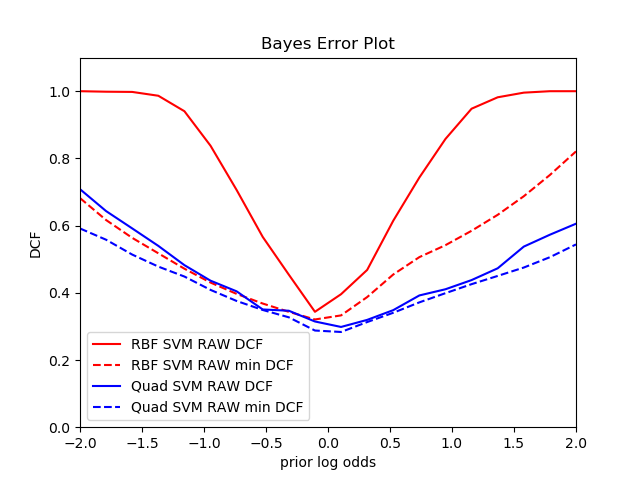 Bayes Error Plot
DCF
1.0
0.8
0.6
0.4
0.2
0.0
RBF SVM RAW DCF
RBF SVM RAW min DCF
Quad SVM RAW DCF
Quad SVM RAW min DCF
−2.0 −1.5 −1.0 −0.5 0.0 0.5 1.0 1.5 2.0
prior log odds